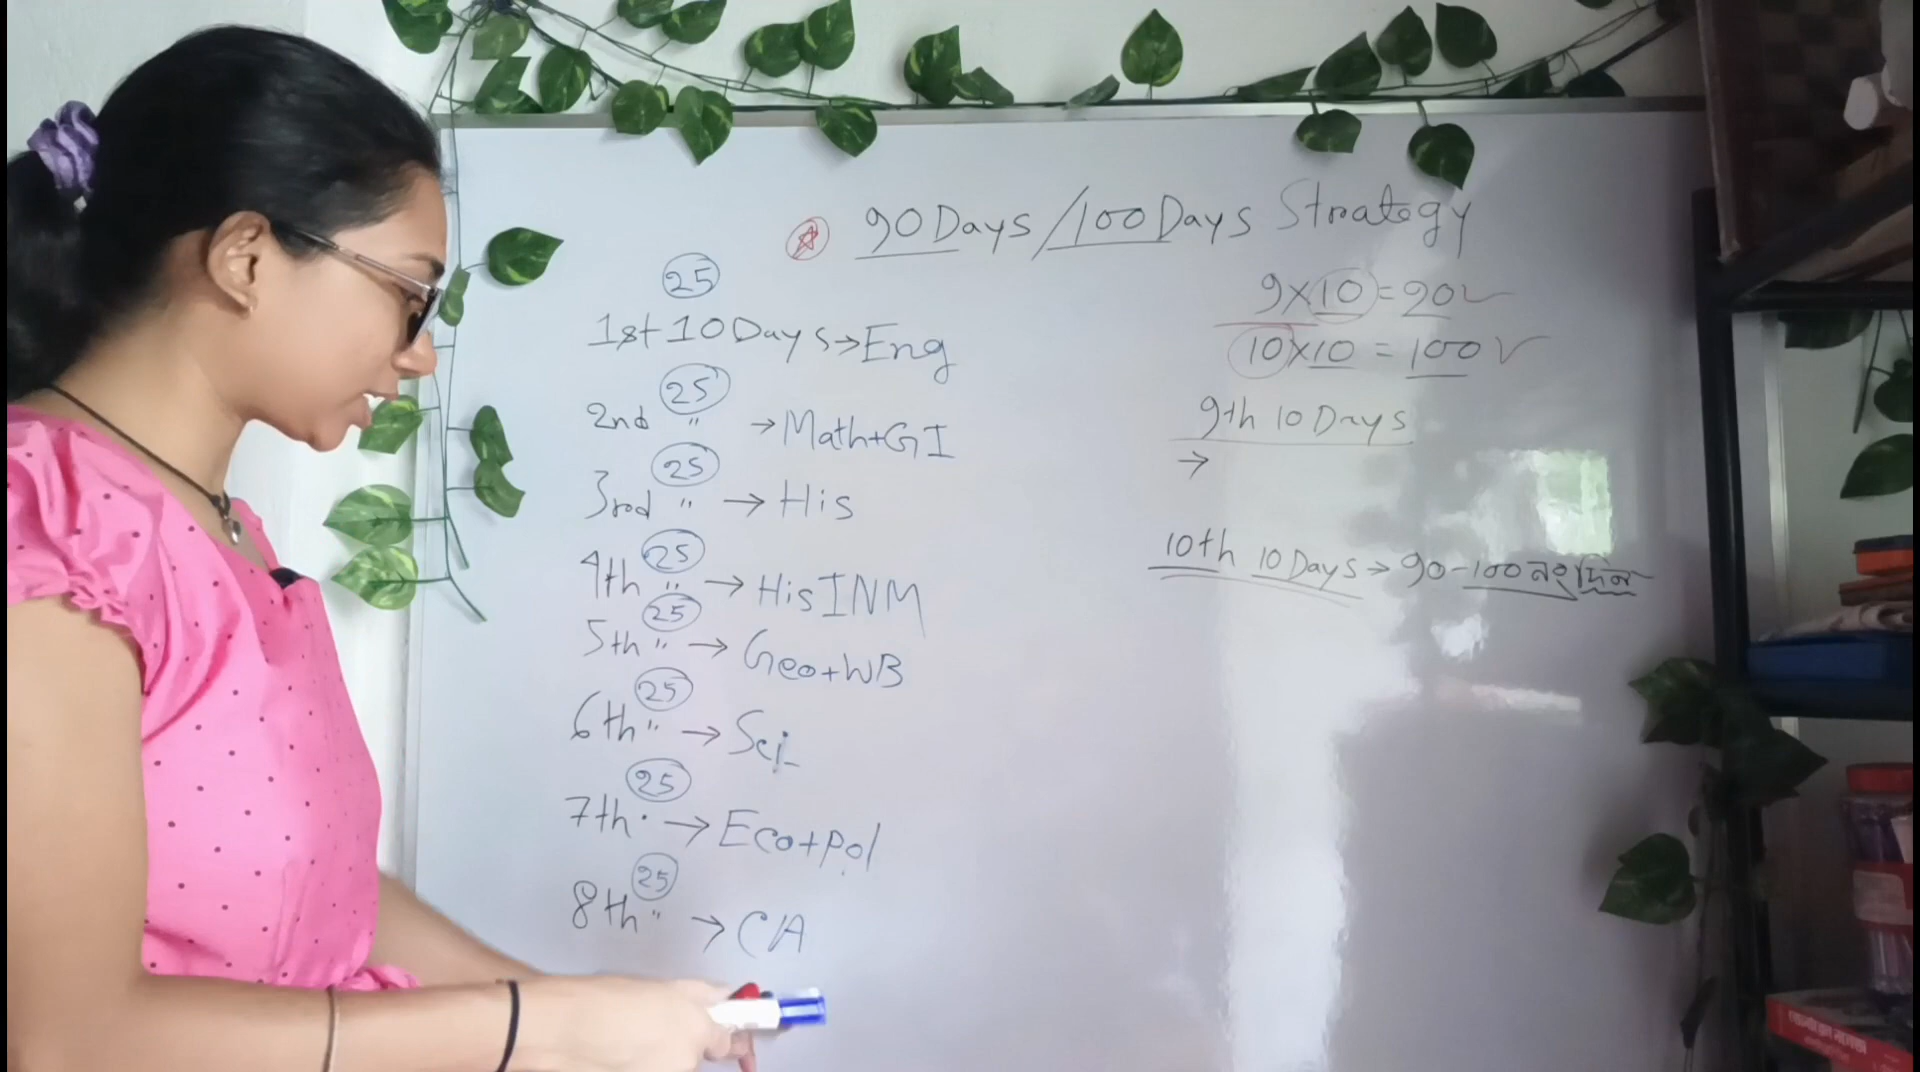 90 Days / 100 Days Strategy
25
1st 10 Days → Eng
25
2nd " → Math+GI
25
3rd " → His
25
4th " → His INM
25
5th " → Geo+WB
25
6th " → Sci
25
7th " → Eco+Pol
25
8th " → CA
9×10 = 90 ✓
10×10 = 100 ✓
9th 10 Days
→
10th 10 Days → 90-100 নং দিন